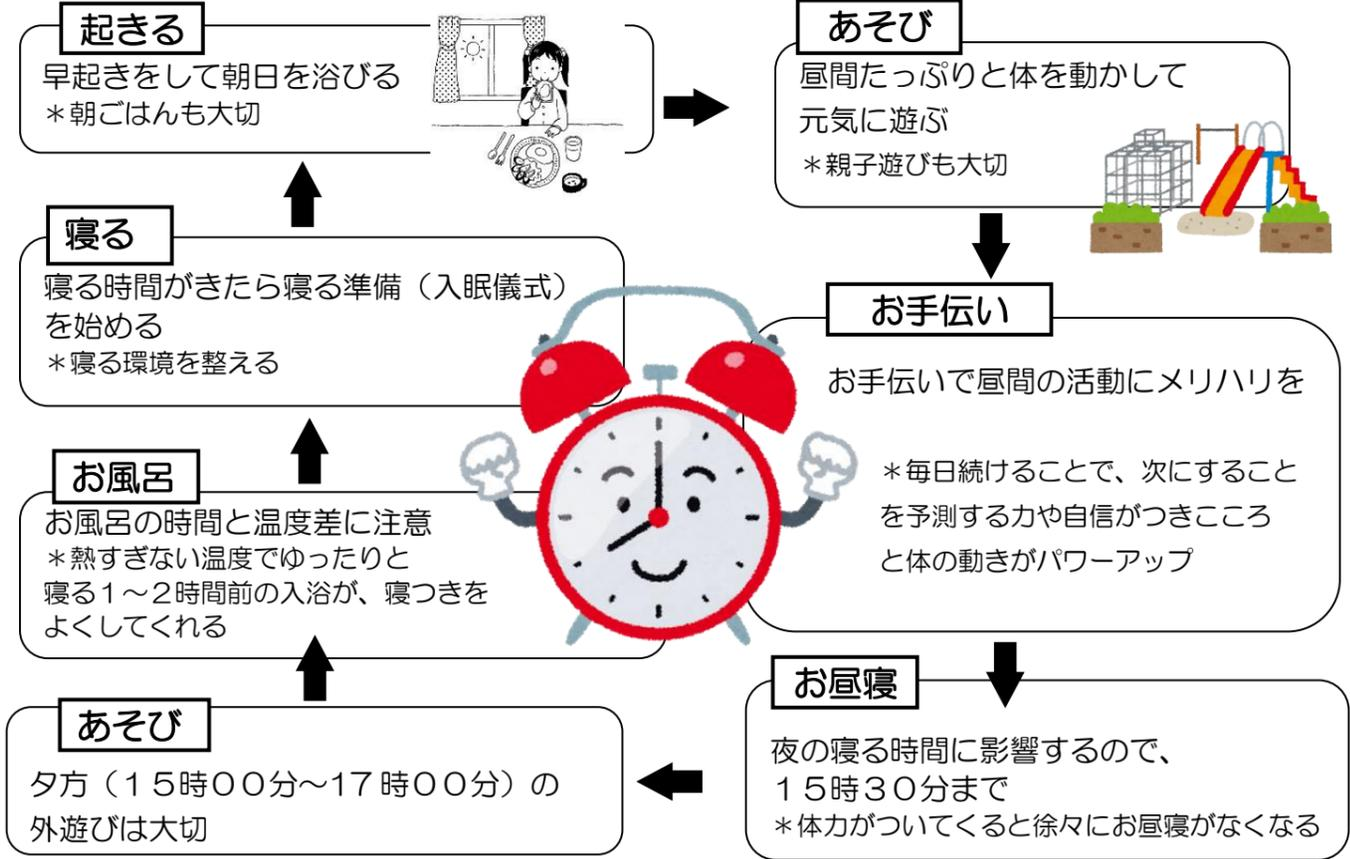 起きる
早起きをして朝日を浴びる
＊朝ごはんも大切
あそび
昼間たっぷりと体を動かして
元気に遊ぶ
＊親子遊びも大切
お手伝い
お手伝いで昼間の活動にメリハリを
＊毎日続けることで、次にすること
を予測する力や自信がつきこころ
と体の動きがパワーアップ
お昼寝
夜の寝る時間に影響するので、
１５時３０分まで
＊体力がついてくると徐々にお昼寝がなくなる
あそび
夕方（１５時００分～17時００分）の
外遊びは大切
お風呂
お風呂の時間と温度差に注意
＊熱すぎない温度でゆったりと
寝る１～２時間前の入浴が、寝つきを
よくしてくれる
寝る
寝る時間がきたら寝る準備（入眠儀式）
を始める
＊寝る環境を整える